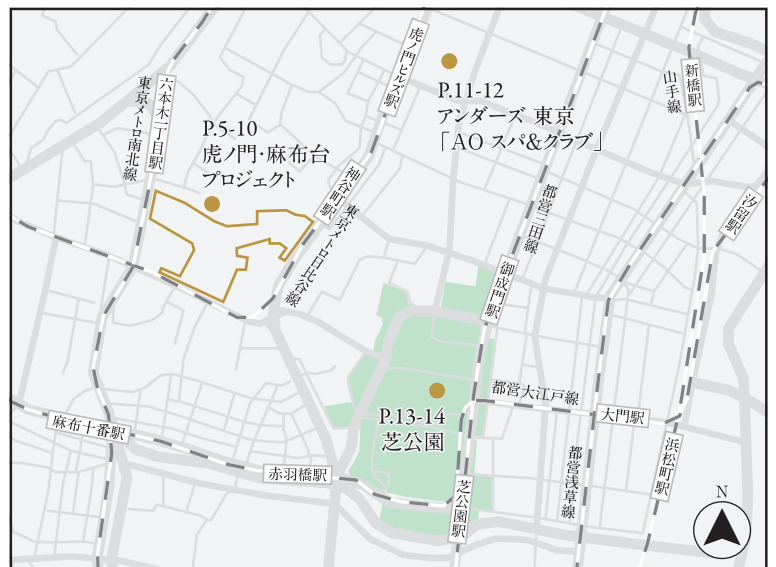 虎ノ門ヒルズ駅
P.11-12
アンダーズ 東京
「AO スパ&クラブ」
新橋駅
山手線
六本木一丁目駅
東京メトロ南北線
P.5-10
虎ノ門・麻布台
プロジェクト
神谷町駅
東京メトロ日比谷線
都営三田線
汐留駅
御成門駅
P.13-14
芝公園
都営大江戸線
大門駅
麻布十番駅
赤羽橋駅
芝公園駅
都営浅草線
浜松町駅
N